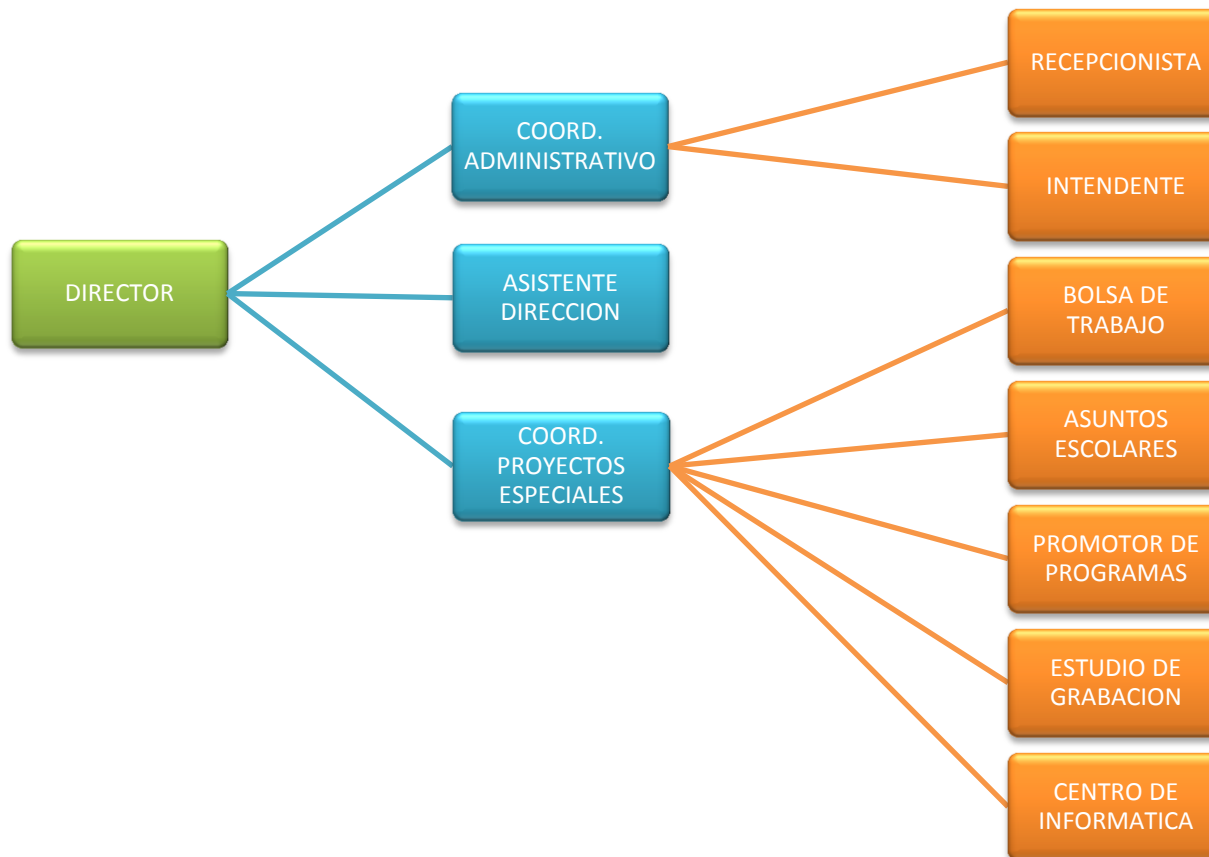 DIRECTOR
COORD.
ADMINISTRATIVO
ASISTENTE
DIRECCION
COORD.
PROYECTOS
ESPECIALES
RECEPCIONISTA
INTENDENTE
BOLSA DE
TRABAJO
ASUNTOS
ESCOLARES
PROMOTOR DE
PROGRAMAS
ESTUDIO DE
GRABACION
CENTRO DE
INFORMATICA